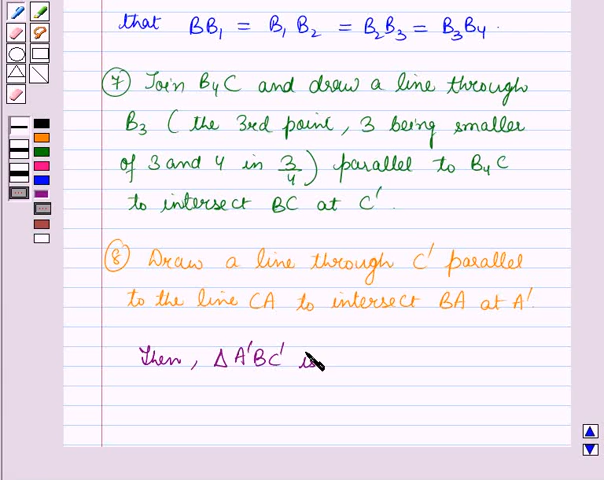 that BB₁ = B₁B₂ = B₂B₃ = B₃B₄.
⑦ Join B₄C and draw a line through
B₃ (the 3rd point, 3 being smaller
of 3 and 4 in 3/4) parallel to B₄C
to intersect BC at C'.
⑧ Draw a line through C' parallel
to the line CA to intersect BA at A'.
Then, Δ A'BC' is